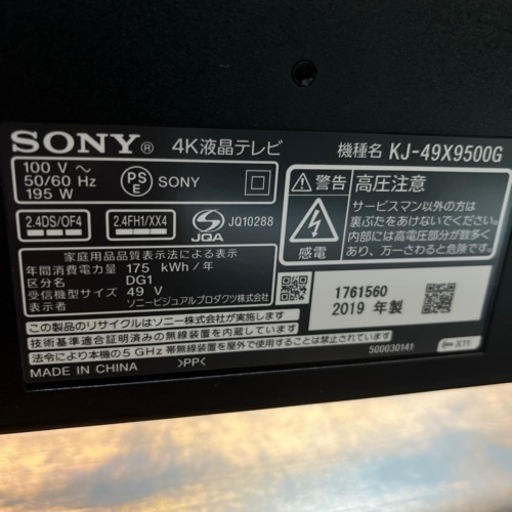 SONY® 4K液晶テレビ 機種名 KJ-49X9500G
100 V～
50/60 Hz
195 W
PS E SONY
2.4DS/OF4 2.4FH1/XX4 JQA JQ10288
家庭用品品質表示法による表示
年間消費電力量 175 kWh/年
区分名 DG1
受信機型サイズ 49 V
表示者 ソニービジュアルプロダクツ株式会社
この製品のリサイクルはソニー株式会社が実施します
技術基準適合証明済みの無線装置を内蔵しています
法令により本機の5 GHz 帯無線装置を屋外で使用することは禁止されています
MADE IN CHINA >PP< 500030141
警告 高圧注意
感電
サービスマン以外の方は
裏ぶたをあけないでください。
内部には高電圧部分が数多く
あり、万一さわると危険です。
1761560
2019 年製